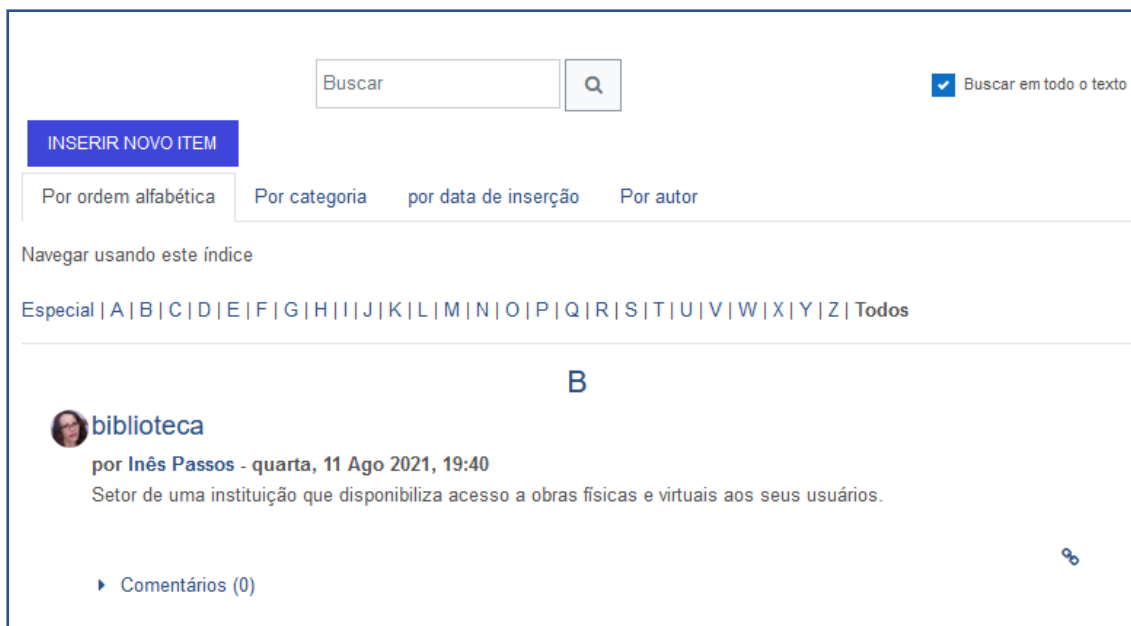 Buscar
Buscar em todo o texto
INSERIR NOVO ITEM
Por ordem alfabética Por categoria por data de inserção Por autor
Navegar usando este índice
Especial | A | B | C | D | E | F | G | H | I | J | K | L | M | N | O | P | Q | R | S | T | U | V | W | X | Y | Z | Todos
B
biblioteca
por Inês Passos - quarta, 11 Ago 2021, 19:40
Setor de uma instituição que disponibiliza acesso a obras físicas e virtuais aos seus usuários.
Comentários (0)